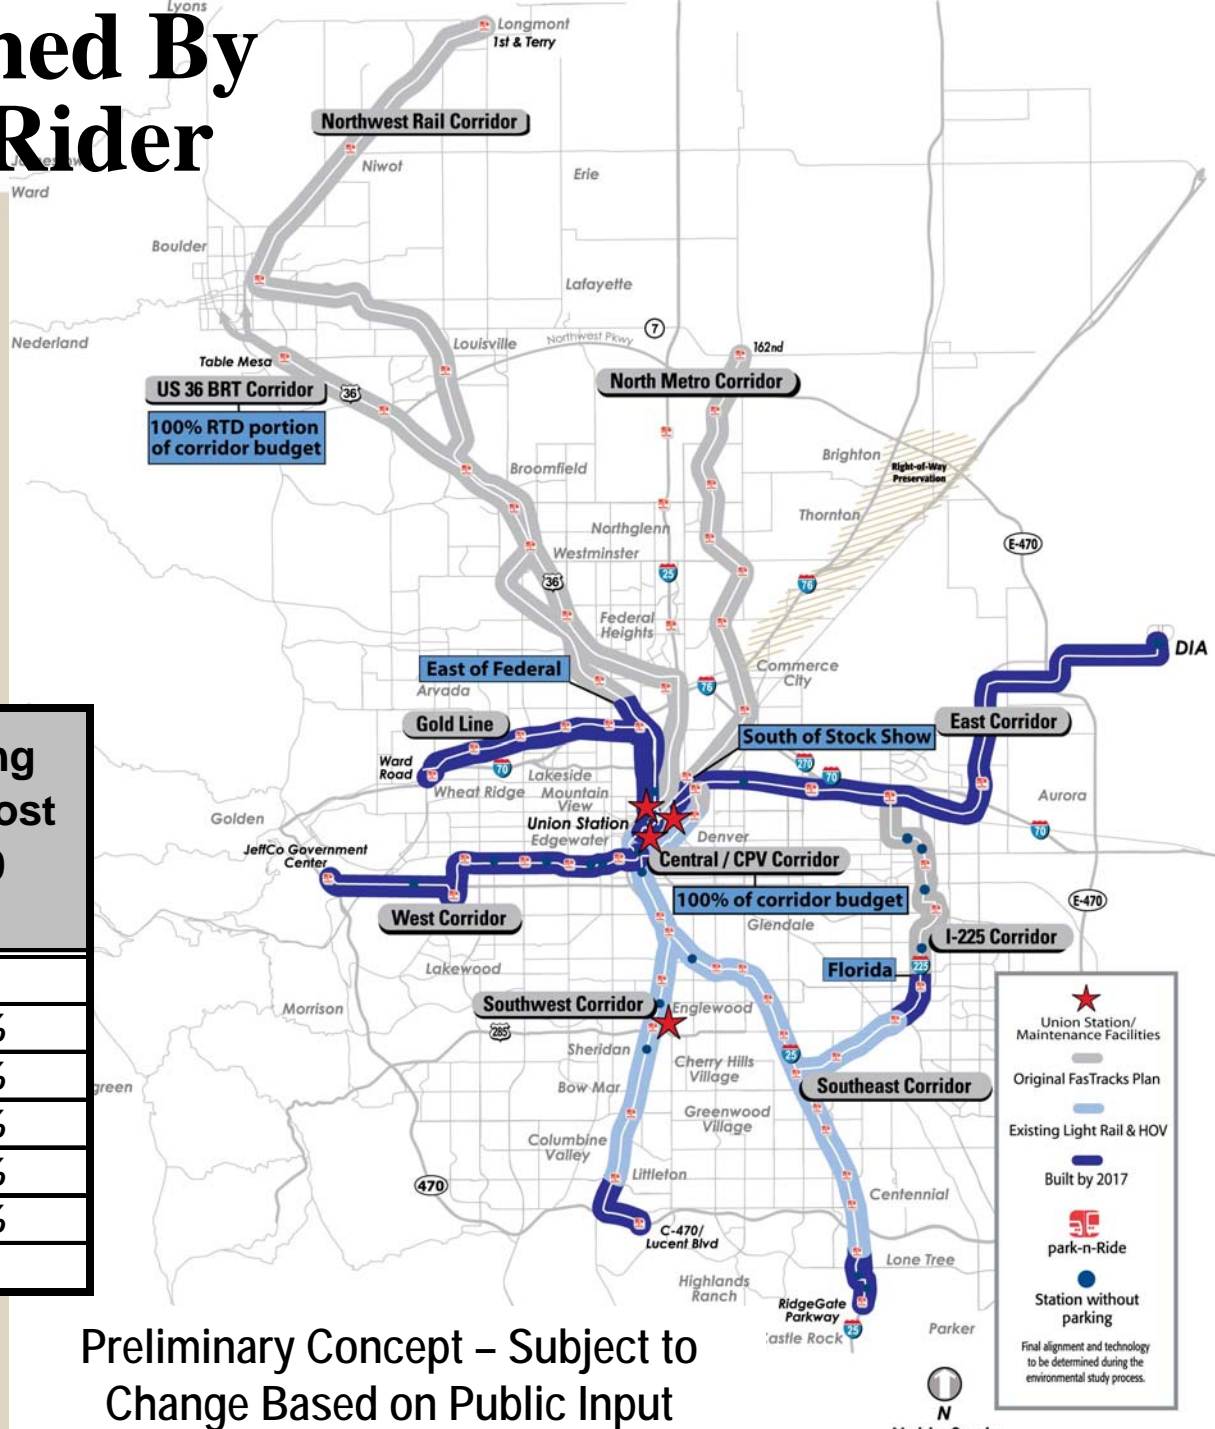 Lyons
ned By
Rider
Ward
Longmont
1st & Terry
Northwest Rail Corridor
Niwot
Erie
Boulder
Lafayette
Nederland
Louisville
Northwest Pkwy
7
162nd
Table Mesa
US 36 BRT Corridor
36
North Metro Corridor
100% RTD portion
of corridor budget
Broomfield
Brighton
Right-of-Way
Preservation
Thornton
Northglenn
E-470
Westminster
25
36
76
Federal
Heights
DIA
East of Federal
Commerce
City
Arvada
76
Gold Line
East Corridor
South of Stock Show
Ward
Road
70
270
70
Lakeside
Wheat Ridge
Mountain
View
Aurora
Golden
Union Station
Edgewater
Denver
70
JeffCo Government
Center
Central / CPV Corridor
100% of corridor budget
E-470
West Corridor
Glendale
I-225 Corridor
Lakewood
Florida
225
Morrison
Southwest Corridor
Englewood
285
Sheridan
25
Cherry Hills
Village
green
Bow Mar
Southeast Corridor
Greenwood
Village
Columbine
Valley
Littleton
470
Centennial
C-470/
Lucent Blvd
Lone Tree
Highlands
Ranch
RidgeGate
Parkway
25
astle Rock
Parker
ng
ost
)
%
%
%
%
%
Union Station/
Maintenance Facilities
Original FasTracks Plan
Existing Light Rail & HOV
Built by 2017
park-n-Ride
Station without
parking
Final alignment and technology
to be determined during the
environmental study process.
N
Preliminary Concept – Subject to
Change Based on Public Input